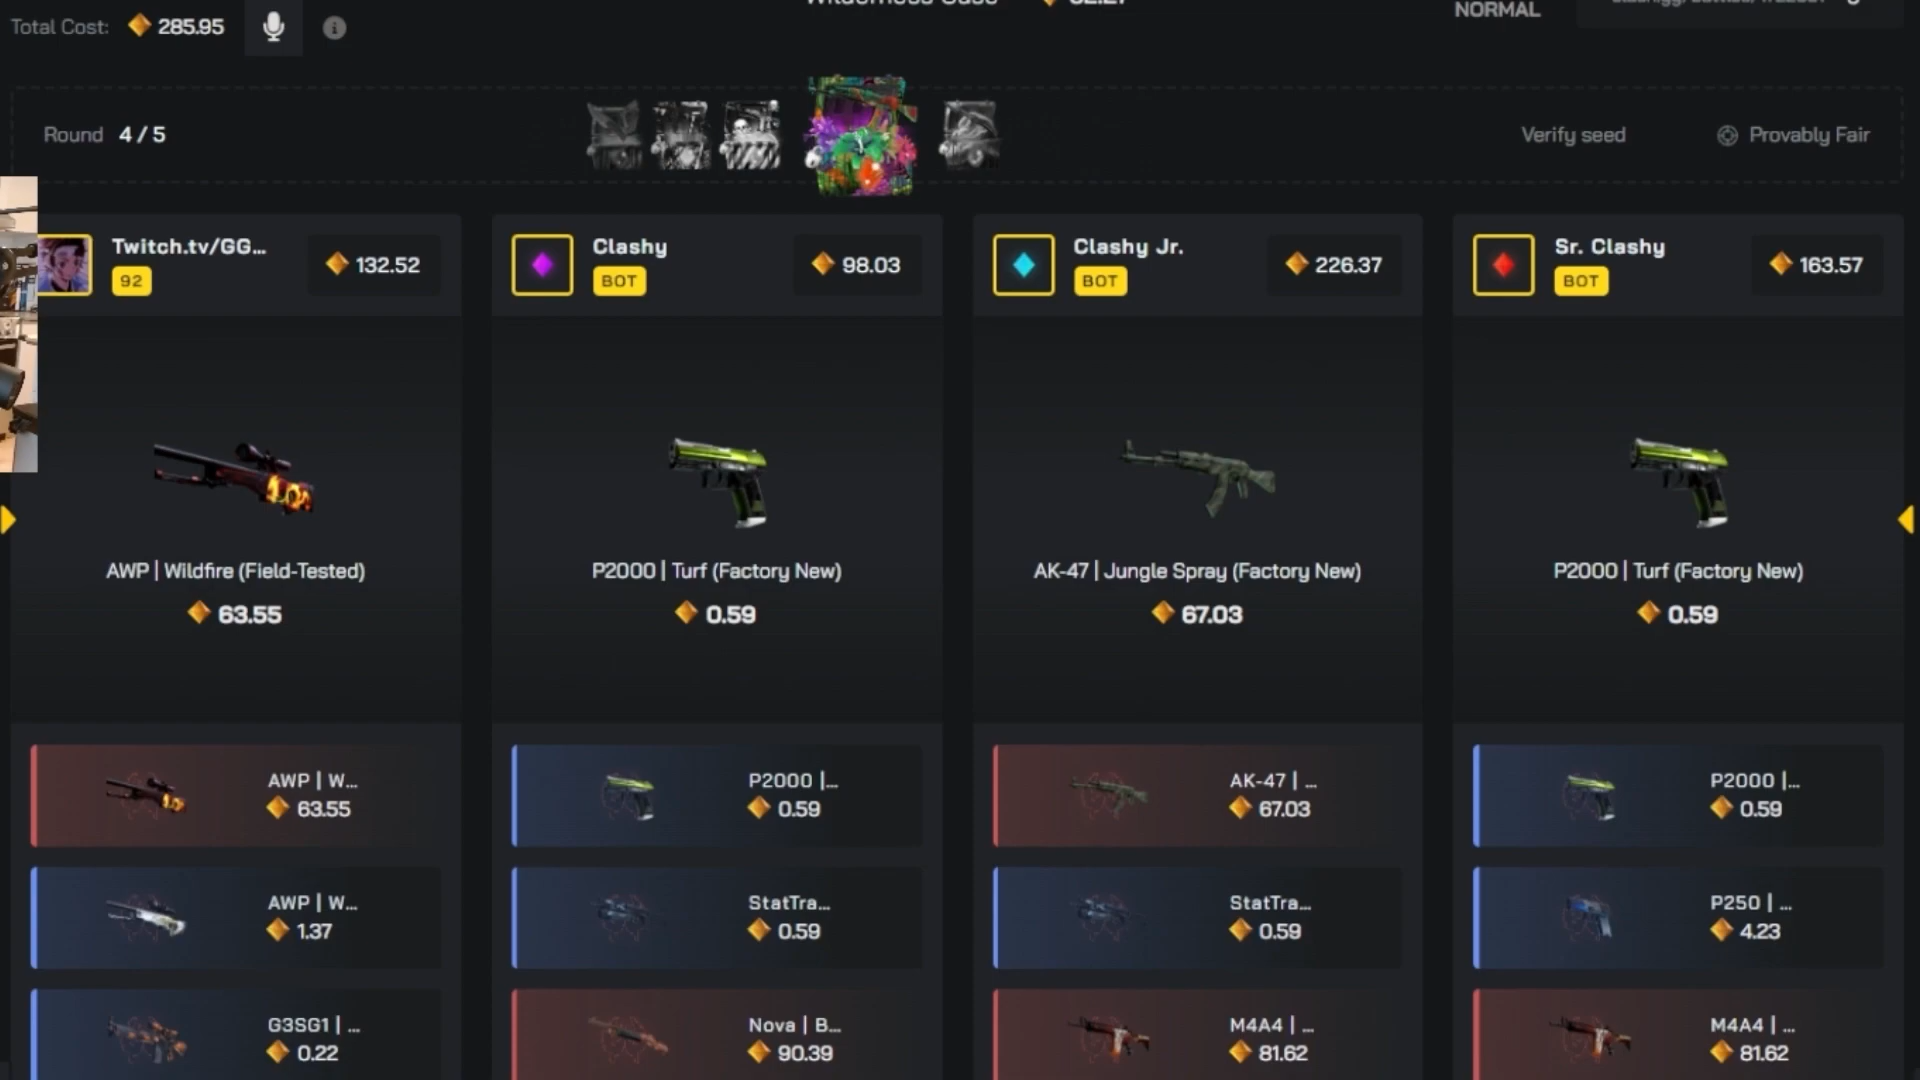 Total Cost: 285.95
NORMAL
Round 4 / 5
Verify seed
Provably Fair
Twitch.tv/GG...
92
132.52
Clashy
BOT
98.03
Clashy Jr.
BOT
226.37
Sr. Clashy
BOT
163.57
AWP | Wildfire (Field-Tested)
63.55
P2000 | Turf (Factory New)
0.59
AK-47 | Jungle Spray (Factory New)
67.03
P2000 | Turf (Factory New)
0.59
AWP | W...
63.55
P2000 |...
0.59
AK-47 | ...
67.03
P2000 |...
0.59
AWP | W...
1.37
StatTra...
0.59
StatTra...
0.59
P250 | ...
4.23
G3SG1 | ...
0.22
Nova | B...
90.39
M4A4 | ...
81.62
M4A4 | ...
81.62